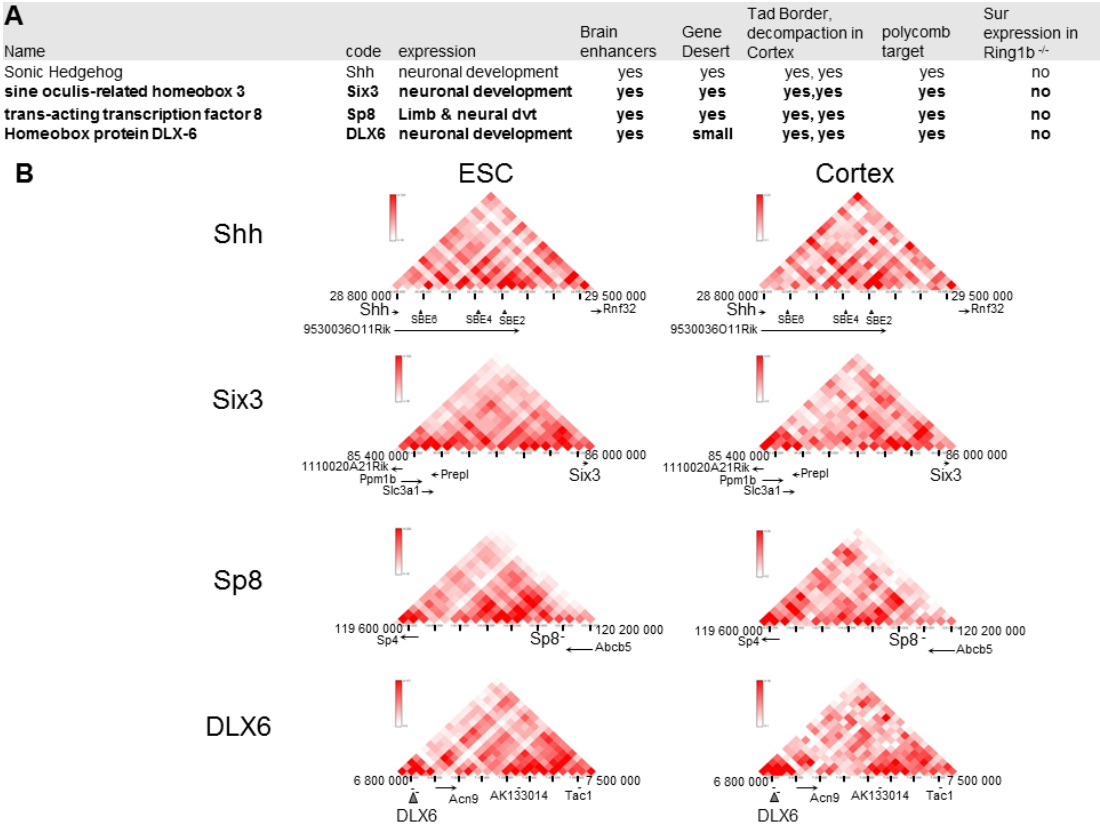 A
Name code expression Brain enhancers Gene Desert Tad Border, decompaction in Cortex polycomb target Sur expression in Ring1b -/-
Sonic Hedgehog Shh neuronal development yes yes yes, yes yes no
sine oculis-related homeobox 3 Six3 neuronal development yes yes yes,yes yes no
trans-acting transcription factor 8 Sp8 Limb & neural dvt yes yes yes, yes yes no
Homeobox protein DLX-6 DLX6 neuronal development yes small yes, yes yes no
B
ESC Cortex
Shh
28 800 000 29 500 000 28 800 000 29 500 000
Shh SBE6 SBE4 SBE2 Rnf32 Shh SBE6 SBE4 SBE2 Rnf32
9530036O11Rik 9530036O11Rik
Six3
85 400 000 86 000 000 85 400 000 86 000 000
1110020A21Rik 1110020A21Rik
Ppm1b Prepl Six3 Ppm1b Prepl Six3
Slc3a1 Slc3a1
Sp8
119 600 000 120 200 000 119 600 000 120 200 000
Sp4 Sp8 Abcb5 Sp4 Sp8 Abcb5
DLX6
6 800 000 7 500 000 6 800 000 7 500 000
Acn9 AK133014 Tac1 Acn9 AK133014 Tac1
DLX6 DLX6